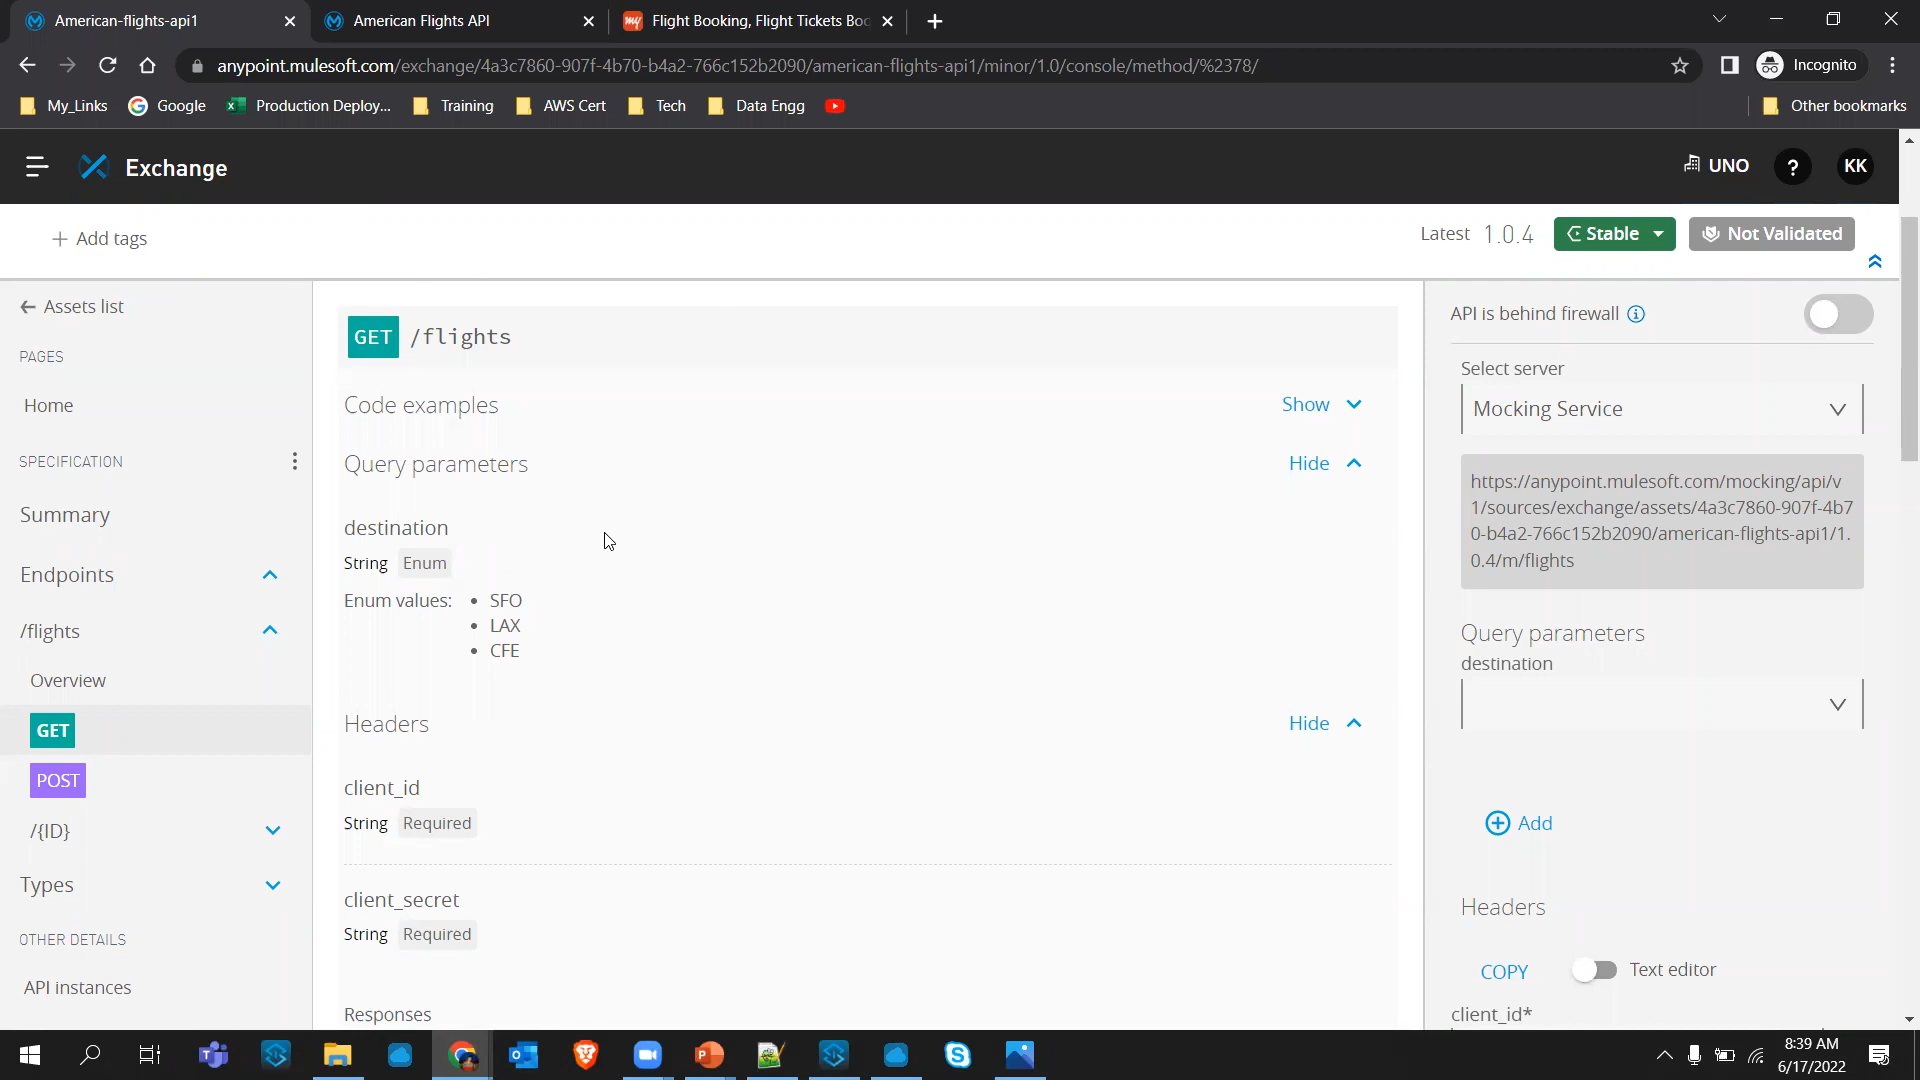 American-flights-api1
American Flights API
Flight Booking, Flight Tickets Boo
anypoint.mulesoft.com/exchange/4a3c7860-907f-4b70-b4a2-766c152b2090/american-flights-api1/minor/1.0/console/method/%2378/
Incognito
My_Links
Google
Production Deploy...
Training
AWS Cert
Tech
Data Engg
Other bookmarks
Exchange
UNO
?
KK
+ Add tags
Latest 1.0.4
Stable
Not Validated
Assets list
PAGES
Home
SPECIFICATION
Summary
Endpoints
/flights
Overview
GET
POST
/{ID}
Types
OTHER DETAILS
API instances
GET /flights
Code examples
Show
Query parameters
Hide
destination
String Enum
Enum values: • SFO
• LAX
• CFE
Headers
Hide
client_id
String Required
client_secret
String Required
Responses
API is behind firewall
Select server
Mocking Service
https://anypoint.mulesoft.com/mocking/api/v
1/sources/exchange/assets/4a3c7860-907f-4b7
0-b4a2-766c152b2090/american-flights-api1/1.
0.4/m/flights
Query parameters
destination
Add
Headers
COPY
Text editor
client_id*
8:39 AM
6/17/2022